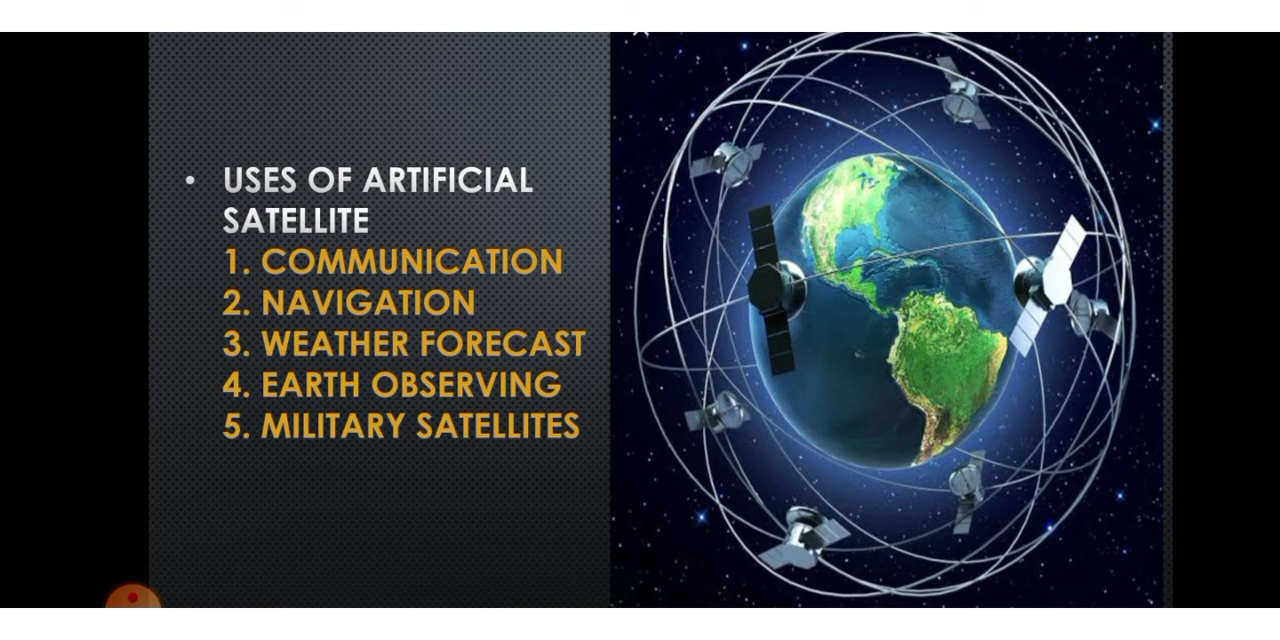 • USES OF ARTIFICIAL
SATELLITE
1. COMMUNICATION
2. NAVIGATION
3. WEATHER FORECAST
4. EARTH OBSERVING
5. MILITARY SATELLITES